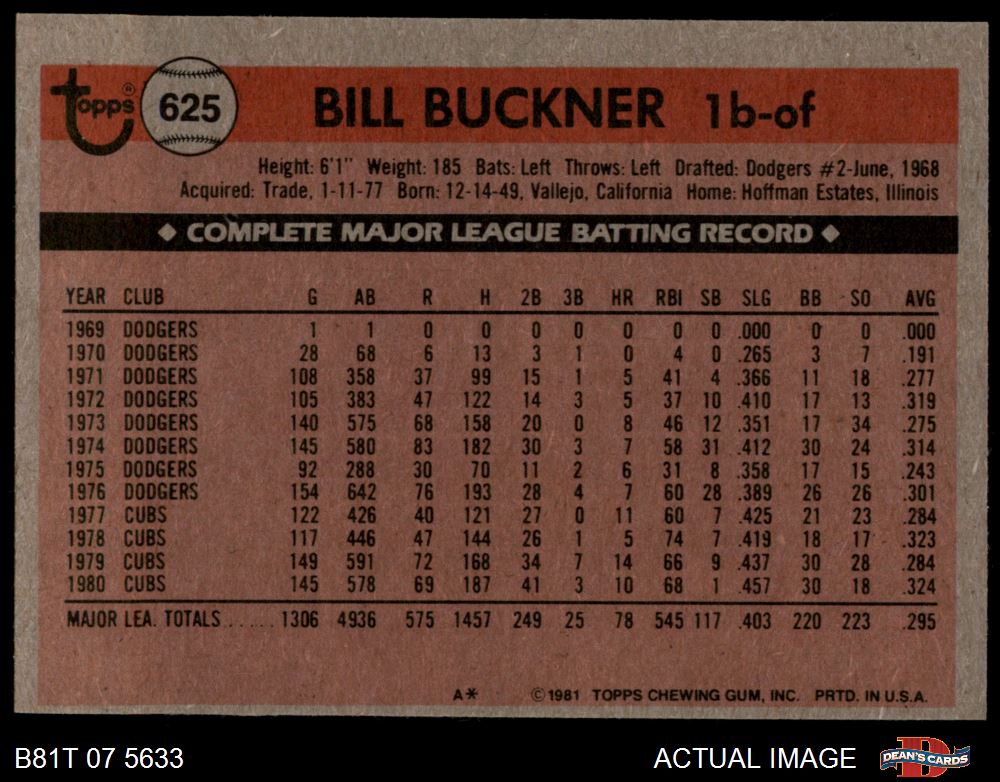 topps® 625 BILL BUCKNER 1b-of
Height: 6'1" Weight: 185 Bats: Left Throws: Left Drafted: Dodgers #2-June, 1968
Acquired: Trade, 1-11-77 Born: 12-14-49, Vallejo, California Home: Hoffman Estates, Illinois
◆ COMPLETE MAJOR LEAGUE BATTING RECORD ◆
YEAR CLUB G AB R H 2B 3B HR RBI SB SLG BB SO AVG
1969 DODGERS 1 1 0 0 0 0 0 0 0 .000 0 0 .000
1970 DODGERS 28 68 6 13 3 1 0 4 0 .265 3 7 .191
1971 DODGERS 108 358 37 99 15 1 5 41 4 .366 11 18 .277
1972 DODGERS 105 383 47 122 14 3 5 37 10 .410 17 13 .319
1973 DODGERS 140 575 68 158 20 0 8 46 12 .351 17 34 .275
1974 DODGERS 145 580 83 182 30 3 7 58 31 .412 30 24 .314
1975 DODGERS 92 288 30 70 11 2 6 31 8 .358 17 15 .243
1976 DODGERS 154 642 76 193 28 4 7 60 28 .389 26 26 .301
1977 CUBS 122 426 40 121 27 0 11 60 7 .425 21 23 .284
1978 CUBS 117 446 47 144 26 1 5 74 7 .419 18 17 .323
1979 CUBS 149 591 72 168 34 7 14 66 9 .437 30 28 .284
1980 CUBS 145 578 69 187 41 3 10 68 1 .457 30 18 .324
MAJOR LEA. TOTALS ..... 1306 4936 575 1457 249 25 78 545 117 .403 220 223 .295
A* ©1981 TOPPS CHEWING GUM, INC. PRTD. IN U.S.A.
B81T 07 5633 ACTUAL IMAGE DEAN'S CARDS